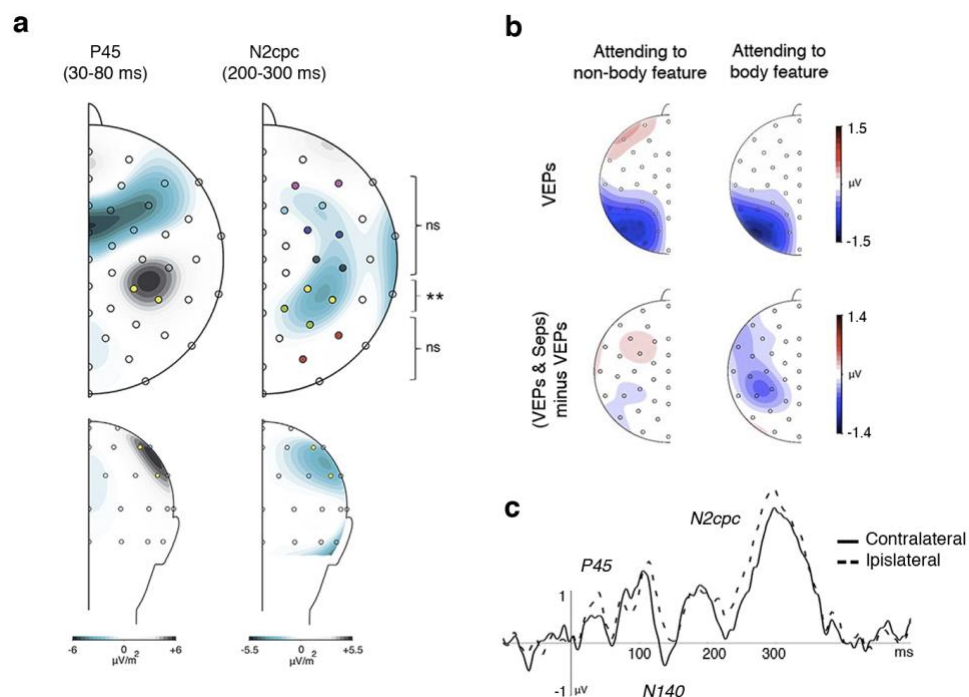 a
P45
(30-80 ms)
N2cpc
(200-300 ms)
ns
**
ns
-6 0 +6
µV/m²
-5.5 0 +5.5
µV/m²
b
Attending to
non-body feature
Attending to
body feature
VEPs
1.5
µV
-1.5
(VEPs & Seps)
minus VEPs
1.4
µV
-1.4
c
N2cpc
Contralateral
Ipislateral
P45
1
100 200 300 ms
-1 µV
N140